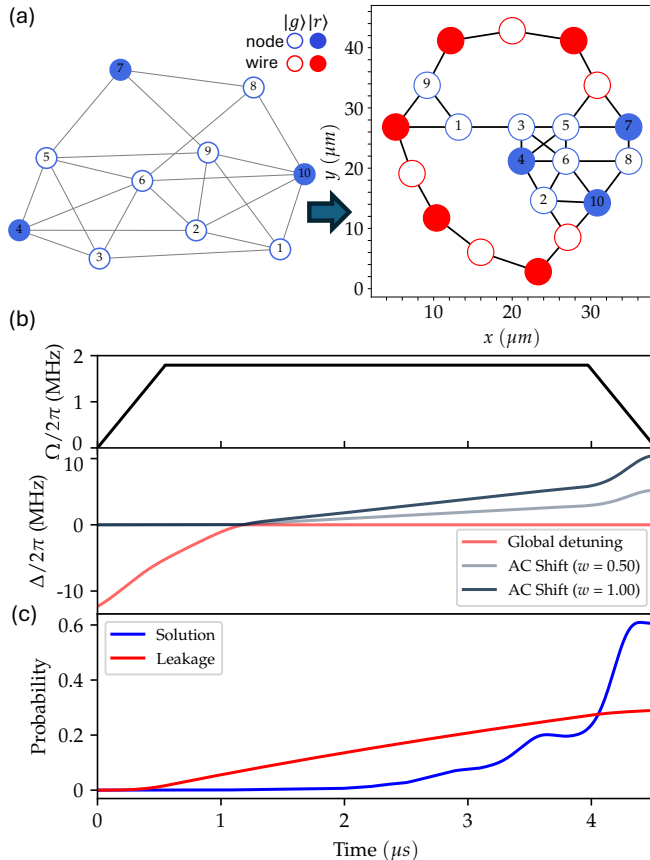 (a)
|g⟩|r⟩
node
wire
7
8
5
9
6
10
4
2
3
1
y (μm)
40
30
20
10
0
9
1
3
5
7
4
6
8
2
10
10
20
30
x (μm)
(b)
Ω/2π (MHz)
2
1
0
Δ/2π (MHz)
10
0
-10
Global detuning
AC Shift (w = 0.50)
AC Shift (w = 1.00)
(c)
Probability
0.6
0.4
0.2
0
Solution
Leakage
0
1
2
3
4
Time (μs)